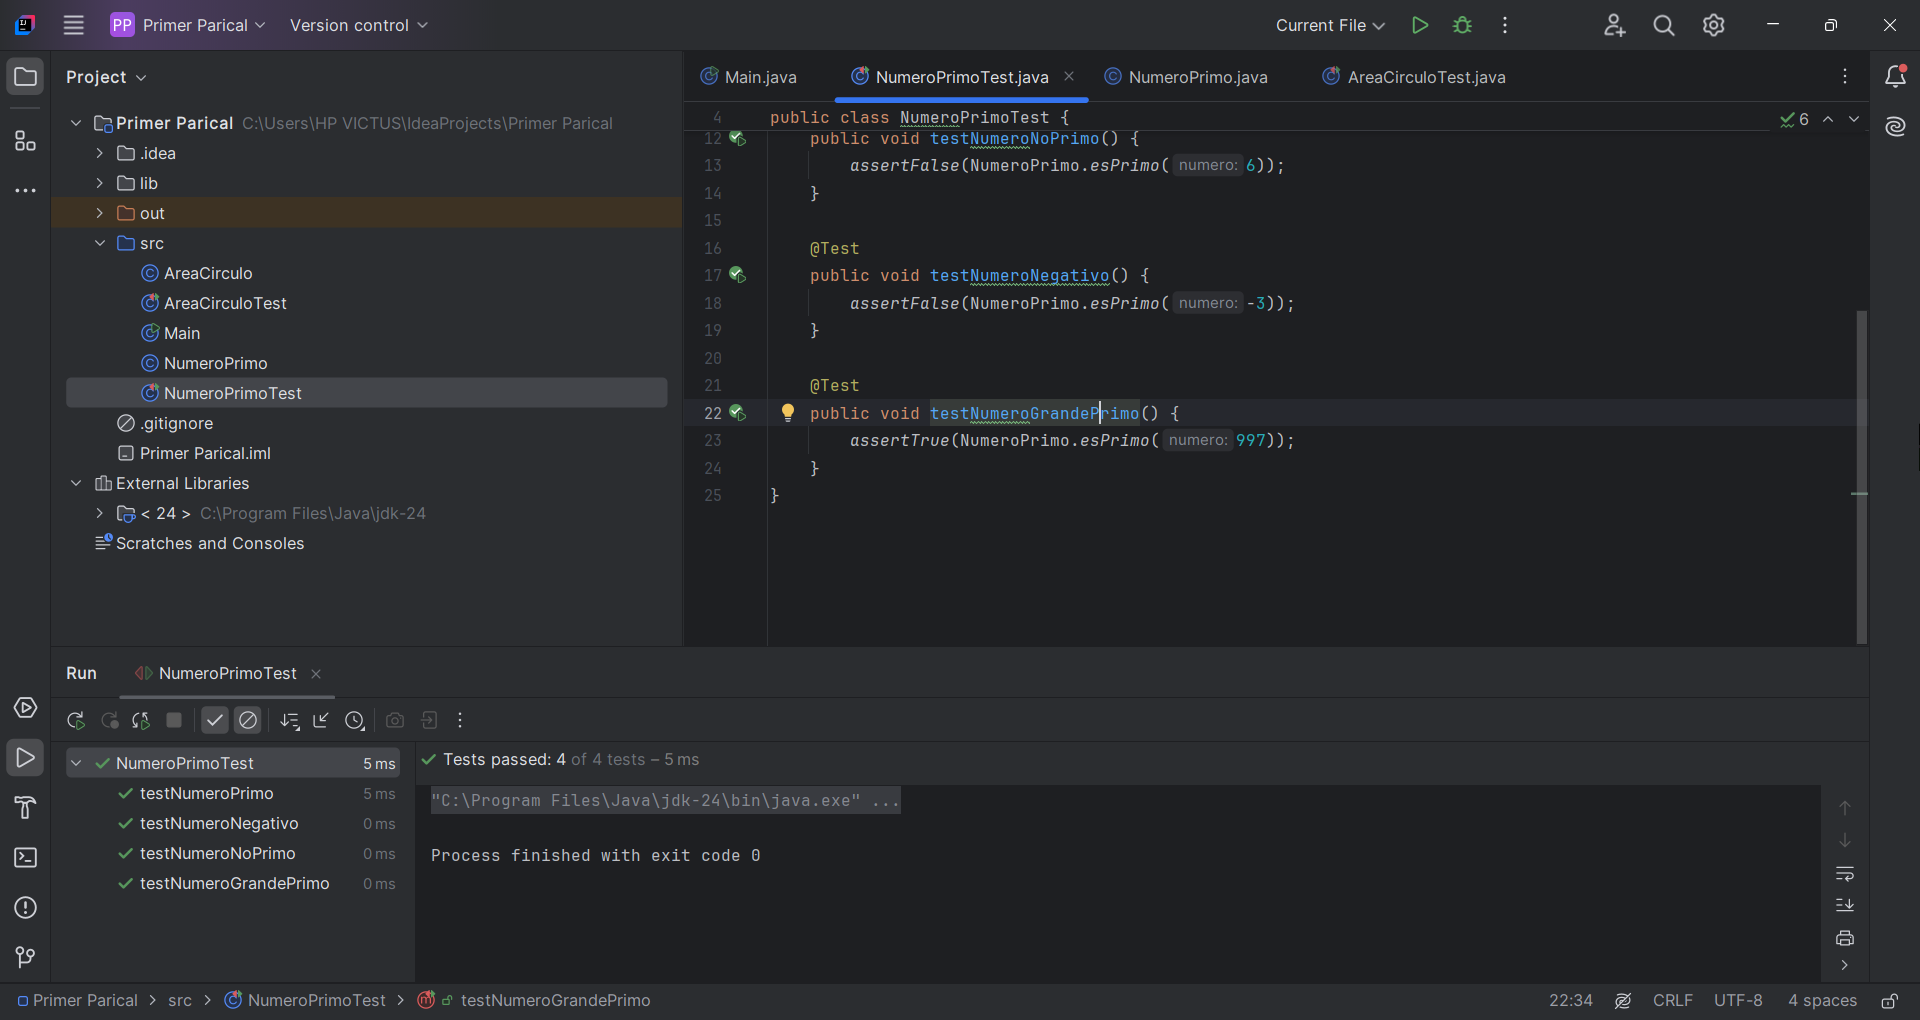 PP Primer Parical Version control Current File
Project
Primer Parical C:\Users\HP VICTUS\IdeaProjects\Primer Parical
.idea
lib
out
src
AreaCirculo
AreaCirculoTest
Main
NumeroPrimo
NumeroPrimoTest
.gitignore
Primer Parical.iml
External Libraries
< 24 > C:\Program Files\Java\jdk-24
Scratches and Consoles
Main.java NumeroPrimoTest.java NumeroPrimo.java AreaCirculoTest.java
4 public class NumeroPrimoTest { 6
12 public void testNumeroNoPrimo() {
13 assertFalse(NumeroPrimo.esPrimo( numero: 6));
14 }
15
16 @Test
17 public void testNumeroNegativo() {
18 assertFalse(NumeroPrimo.esPrimo( numero: -3));
19 }
20
21 @Test
22 public void testNumeroGrandePrimo() {
23 assertTrue(NumeroPrimo.esPrimo( numero: 997));
24 }
25 }
Run NumeroPrimoTest
NumeroPrimoTest 5 ms
testNumeroPrimo 5 ms
testNumeroNegativo 0 ms
testNumeroNoPrimo 0 ms
testNumeroGrandePrimo 0 ms
Tests passed: 4 of 4 tests – 5 ms
"C:\Program Files\Java\jdk-24\bin\java.exe" ...
Process finished with exit code 0
Primer Parical > src > NumeroPrimoTest > testNumeroGrandePrimo 22:34 CRLF UTF-8 4 spaces